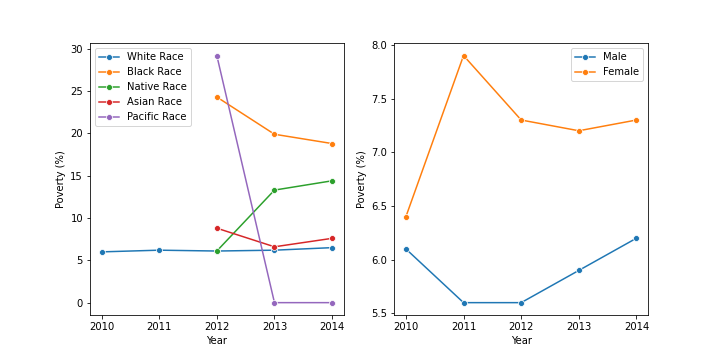 30
25
20
15
10
5
0
Poverty (%)
2010 2011 2012 2013 2014
Year
White Race
Black Race
Native Race
Asian Race
Pacific Race
8.0
7.5
7.0
6.5
6.0
5.5
Poverty (%)
2010 2011 2012 2013 2014
Year
Male
Female